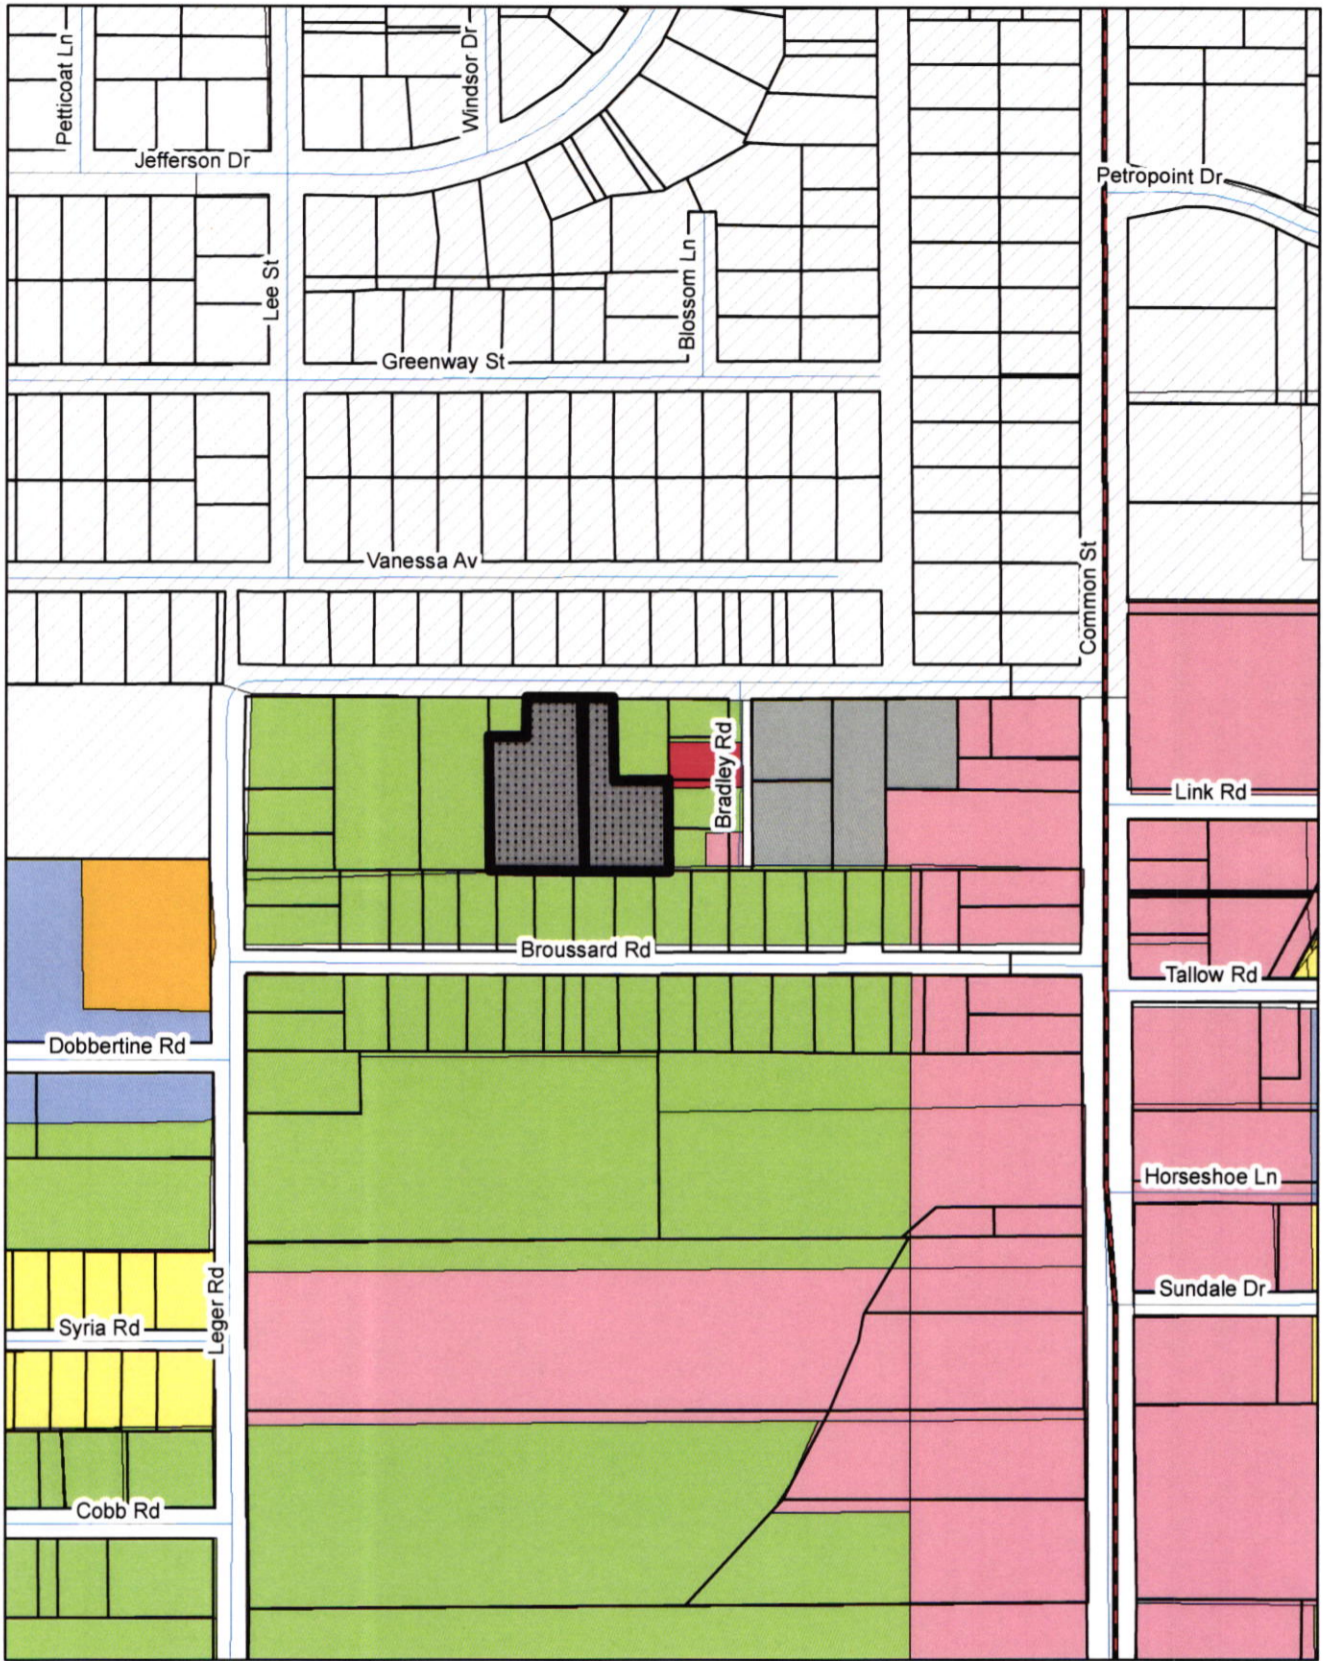 Petticoat Ln
Windsor Dr
Jefferson Dr
Petropoint Dr
Lee St
Blossom Ln
Greenway St
Vanessa Av
Common St
Bradley Rd
Link Rd
Broussard Rd
Tallow Rd
Dobbertine Rd
Horseshoe Ln
Leger Rd
Sundale Dr
Syria Rd
Cobb Rd